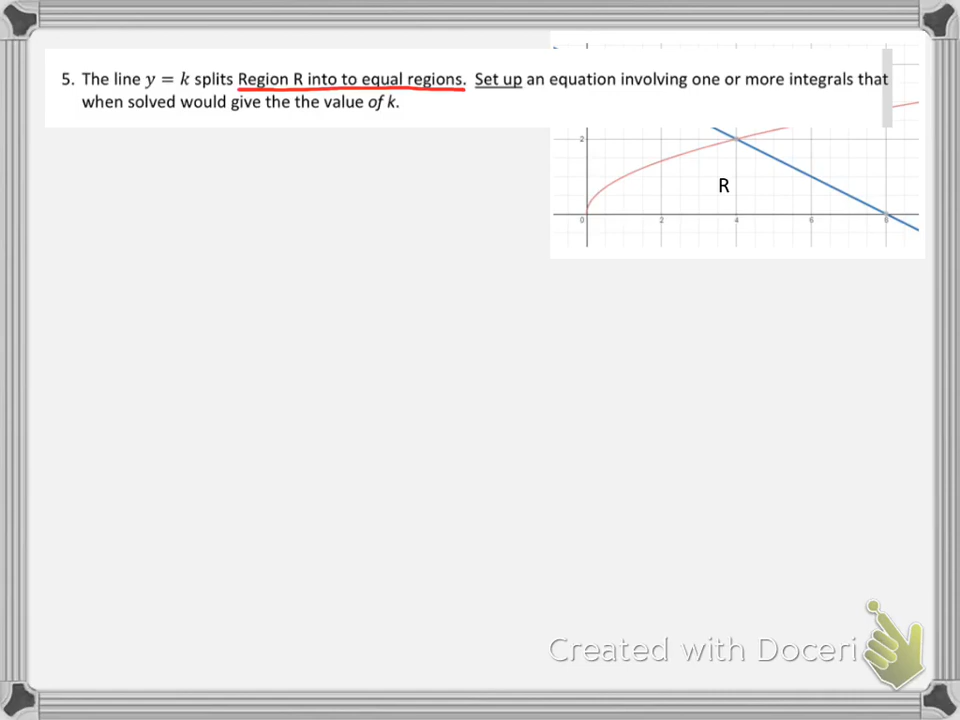 5. The line y = k splits Region R into to equal regions. Set up an equation involving one or more integrals that
when solved would give the the value of k.
2
R
0 2 4 6 8
Created with Doceri